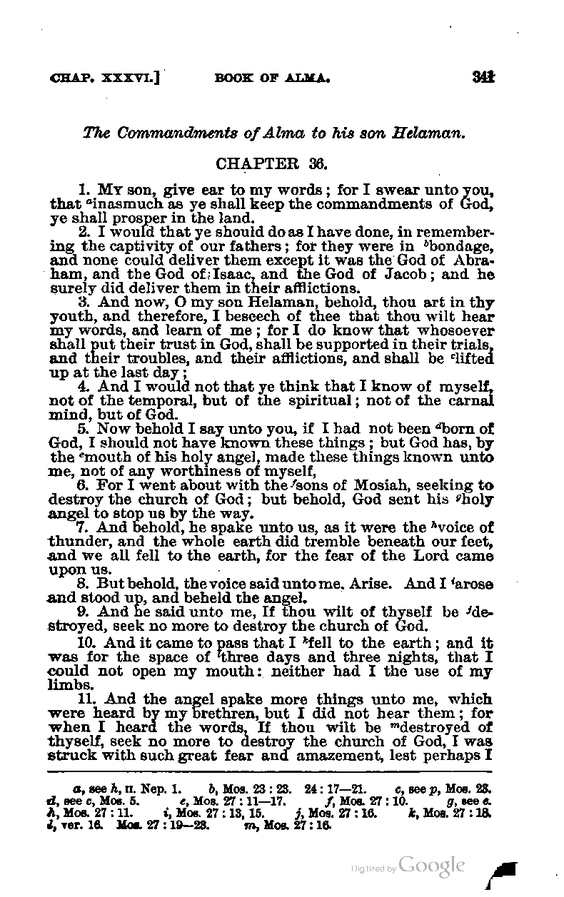 CHAP. XXXVI.] BOOK OF ALMA. 341
The Commandments of Alma to his son Helaman.
CHAPTER 36.
1. MY son, give ear to my words; for I swear unto you,
that ᵃinasmuch as ye shall keep the commandments of God,
ye shall prosper in the land.
2. I would that ye should do as I have done, in remember-
ing the captivity of our fathers; for they were in ᵇbondage,
and none could deliver them except it was the God of Abra-
ham, and the God of Isaac, and the God of Jacob; and he
surely did deliver them in their afflictions.
3. And now, O my son Helaman, behold, thou art in thy
youth, and therefore, I beseech of thee that thou wilt hear
my words, and learn of me; for I do know that whosoever
shall put their trust in God, shall be supported in their trials,
and their troubles, and their afflictions, and shall be ᶜlifted
up at the last day;
4. And I would not that ye think that I know of myself,
not of the temporal, but of the spiritual; not of the carnal
mind, but of God.
5. Now behold I say unto you, if I had not been ᵈborn of
God, I should not have known these things; but God has, by
the ᵉmouth of his holy angel, made these things known unto
me, not of any worthiness of myself,
6. For I went about with the ᶠsons of Mosiah, seeking to
destroy the church of God; but behold, God sent his ᵍholy
angel to stop us by the way.
7. And behold, he spake unto us, as it were the ʰvoice of
thunder, and the whole earth did tremble beneath our feet,
and we all fell to the earth, for the fear of the Lord came
upon us.
8. But behold, the voice said unto me. Arise. And I ⁱarose
and stood up, and beheld the angel.
9. And he said unto me, If thou wilt of thyself be ʲde-
stroyed, seek no more to destroy the church of God.
10. And it came to pass that I ᵏfell to the earth; and it
was for the space of ˡthree days and three nights, that I
could not open my mouth: neither had I the use of my
limbs.
11. And the angel spake more things unto me, which
were heard by my brethren, but I did not hear them; for
when I heard the words, If thou wilt be ᵐdestroyed of
thyself, seek no more to destroy the church of God, I was
struck with such great fear and amazement, lest perhaps I
a, see h, II. Nep. 1. b, Mos. 23:23. 24:17—21. c, see p, Mos. 23.
d, see c, Mos. 5. e, Mos. 27:11—17. f, Mos. 27:10. g, see e.
h, Mos. 27:11. i, Mos. 27:13, 15. j, Mos. 27:16. k, Mos. 27:18.
l, ver. 16. Mos. 27:19—23. m, Mos. 27:16.
Digitized by Google